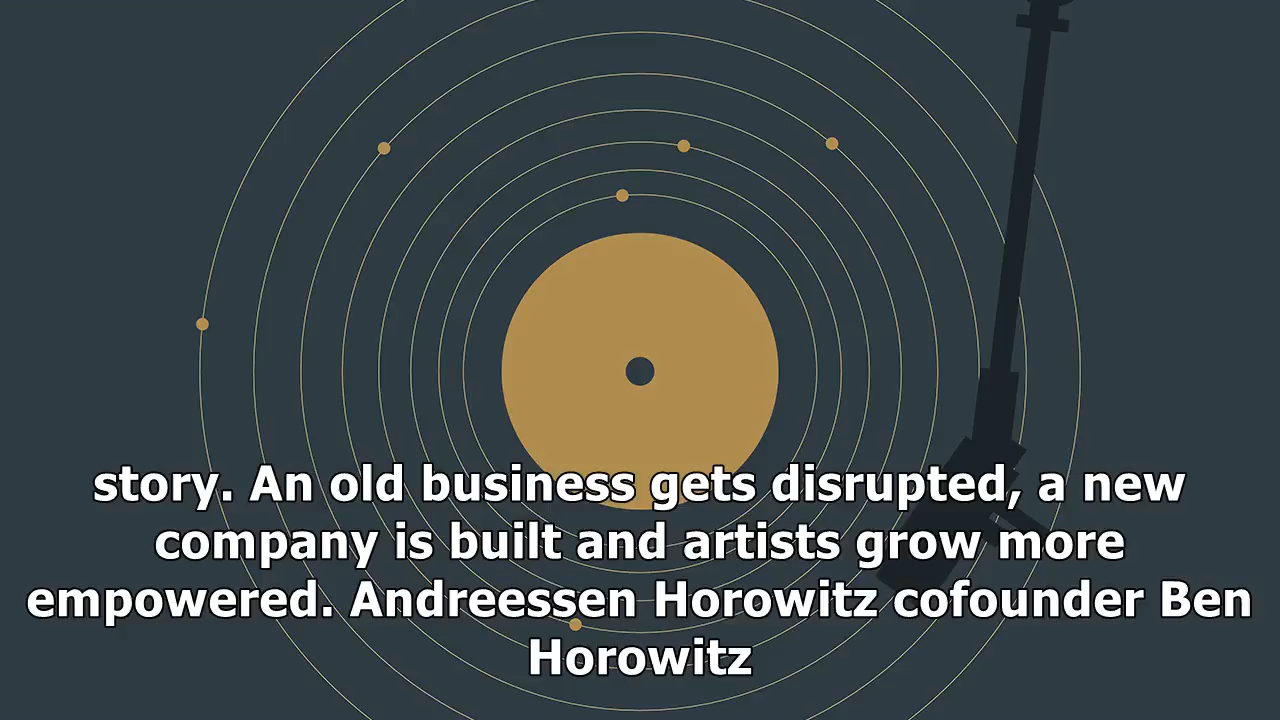 story. An old business gets disrupted, a new
company is built and artists grow more
empowered. Andreessen Horowitz cofounder Ben
Horowitz